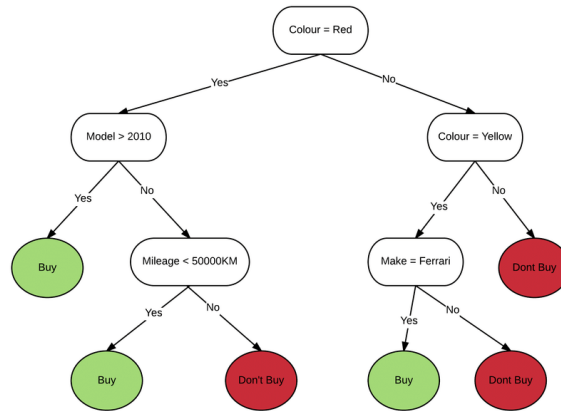 Colour = Red
Yes
No
Model > 2010
Colour = Yellow
Yes
No
Yes
No
Buy
Mileage < 50000KM
Make = Ferrari
Dont Buy
Yes
No
Yes
No
Buy
Don't Buy
Buy
Dont Buy